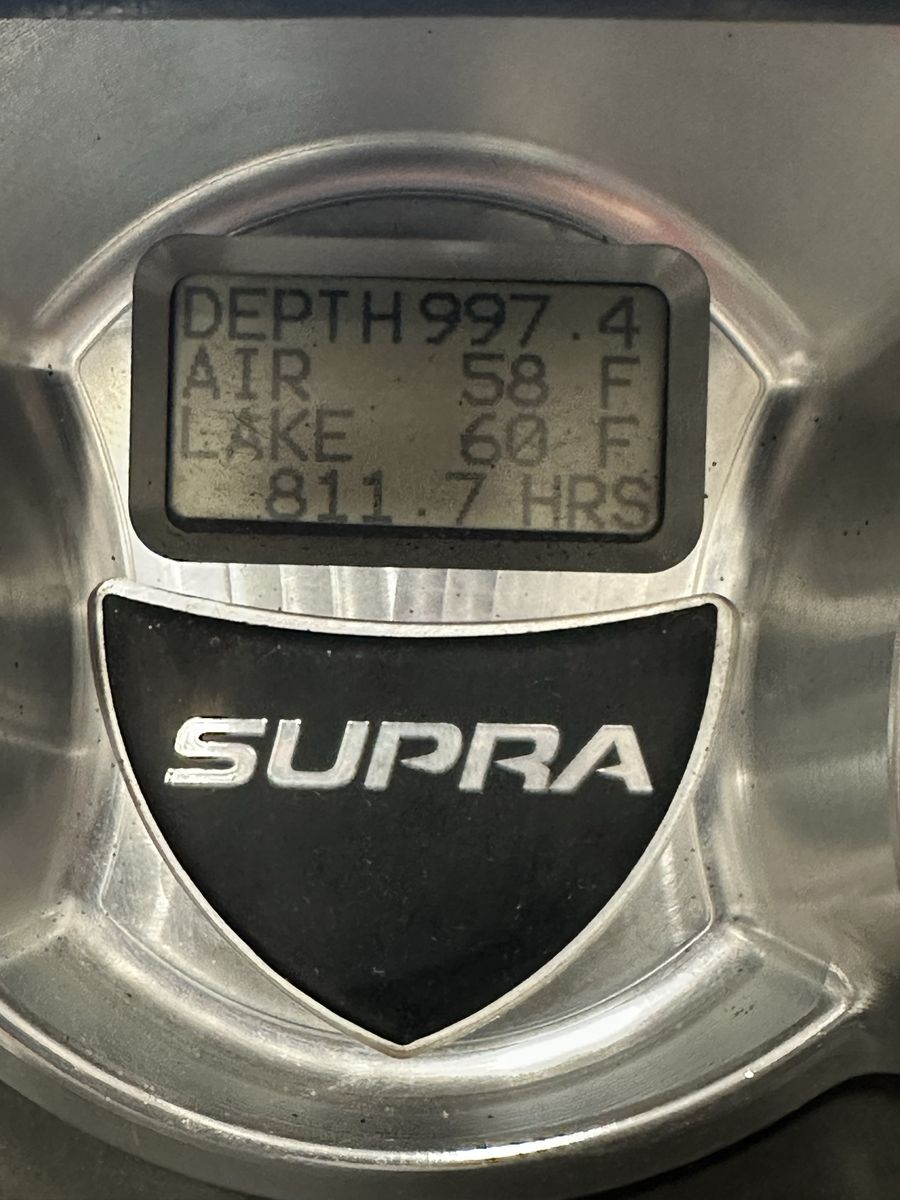 DEPTH 997.4
AIR 58 F
LAKE 60 F
811.7 HRS
SUPRA